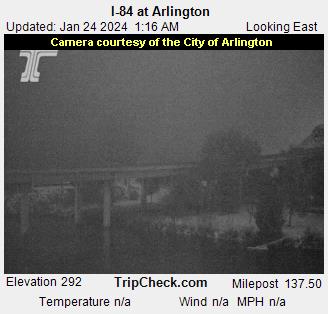 I-84 at Arlington
Updated: Jan 24 2024 1:16 AM Looking East
Camera courtesy of the City of Arlington
Elevation 292 TripCheck.com Milepost 137.50
Temperature n/a Wind n/a MPH n/a